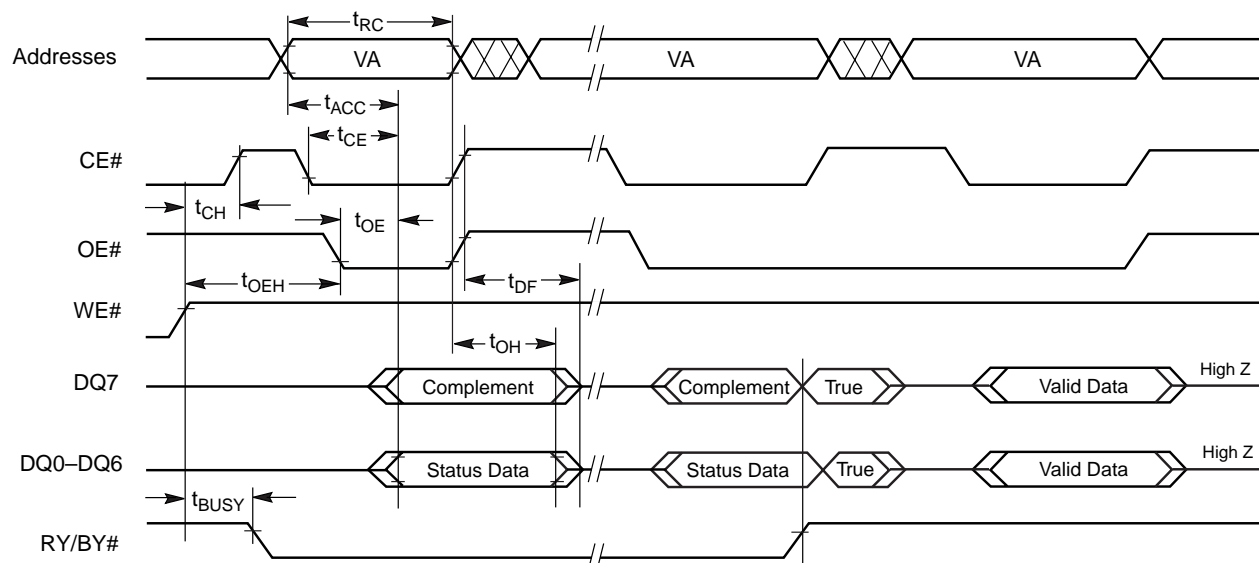 tRC
Addresses VA VA VA
tACC
tCE
CE#
tCH tOE
OE#
tOEH tDF
WE#
tOH
DQ7 Complement Complement True Valid Data High Z
DQ0–DQ6 Status Data Status Data True Valid Data High Z
tBUSY
RY/BY#